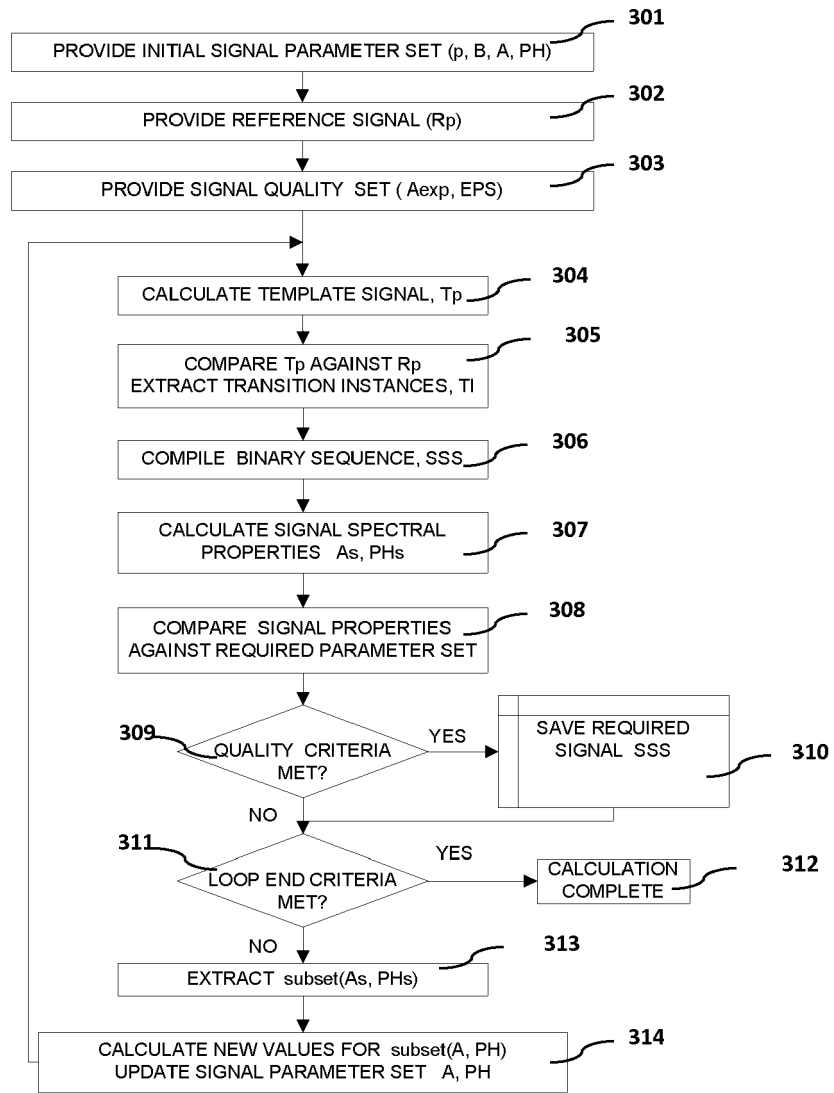 301
PROVIDE INITIAL SIGNAL PARAMETER SET (p, B, A, PH)
302
PROVIDE REFERENCE SIGNAL (Rp)
303
PROVIDE SIGNAL QUALITY SET ( Aexp, EPS)
304
CALCULATE TEMPLATE SIGNAL, Tp
305
COMPARE Tp AGAINST Rp
EXTRACT TRANSITION INSTANCES, TI
306
COMPILE BINARY SEQUENCE, SSS
307
CALCULATE SIGNAL SPECTRAL
PROPERTIES As, PHs
308
COMPARE SIGNAL PROPERTIES
AGAINST REQUIRED PARAMETER SET
309
QUALITY CRITERIA
MET?
YES
SAVE REQUIRED
SIGNAL SSS
310
NO
311
LOOP END CRITERIA
MET?
YES
CALCULATION
COMPLETE
312
NO
313
EXTRACT subset(As, PHs)
314
CALCULATE NEW VALUES FOR subset(A, PH)
UPDATE SIGNAL PARAMETER SET A, PH